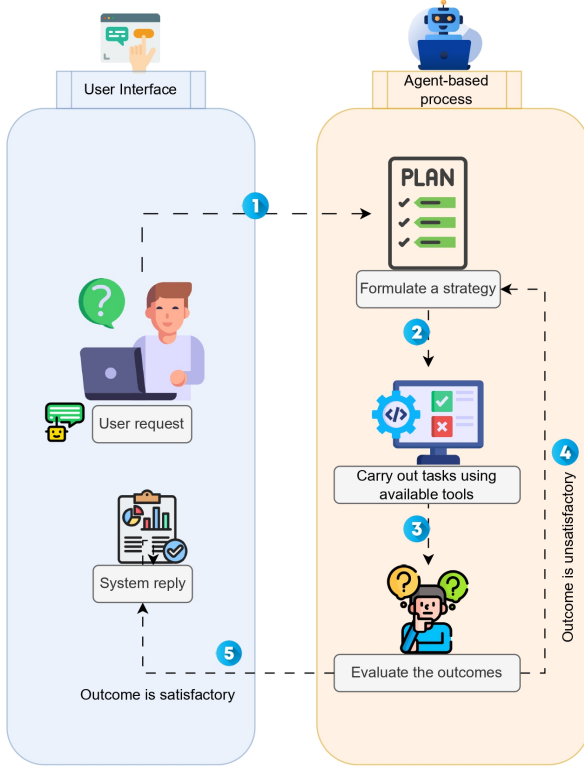 User Interface
Agent-based
process
1
PLAN
Formulate a strategy
2
User request
Carry out tasks using
available tools
3
4
Outcome is unsatisfactory
System reply
Evaluate the outcomes
5
Outcome is satisfactory